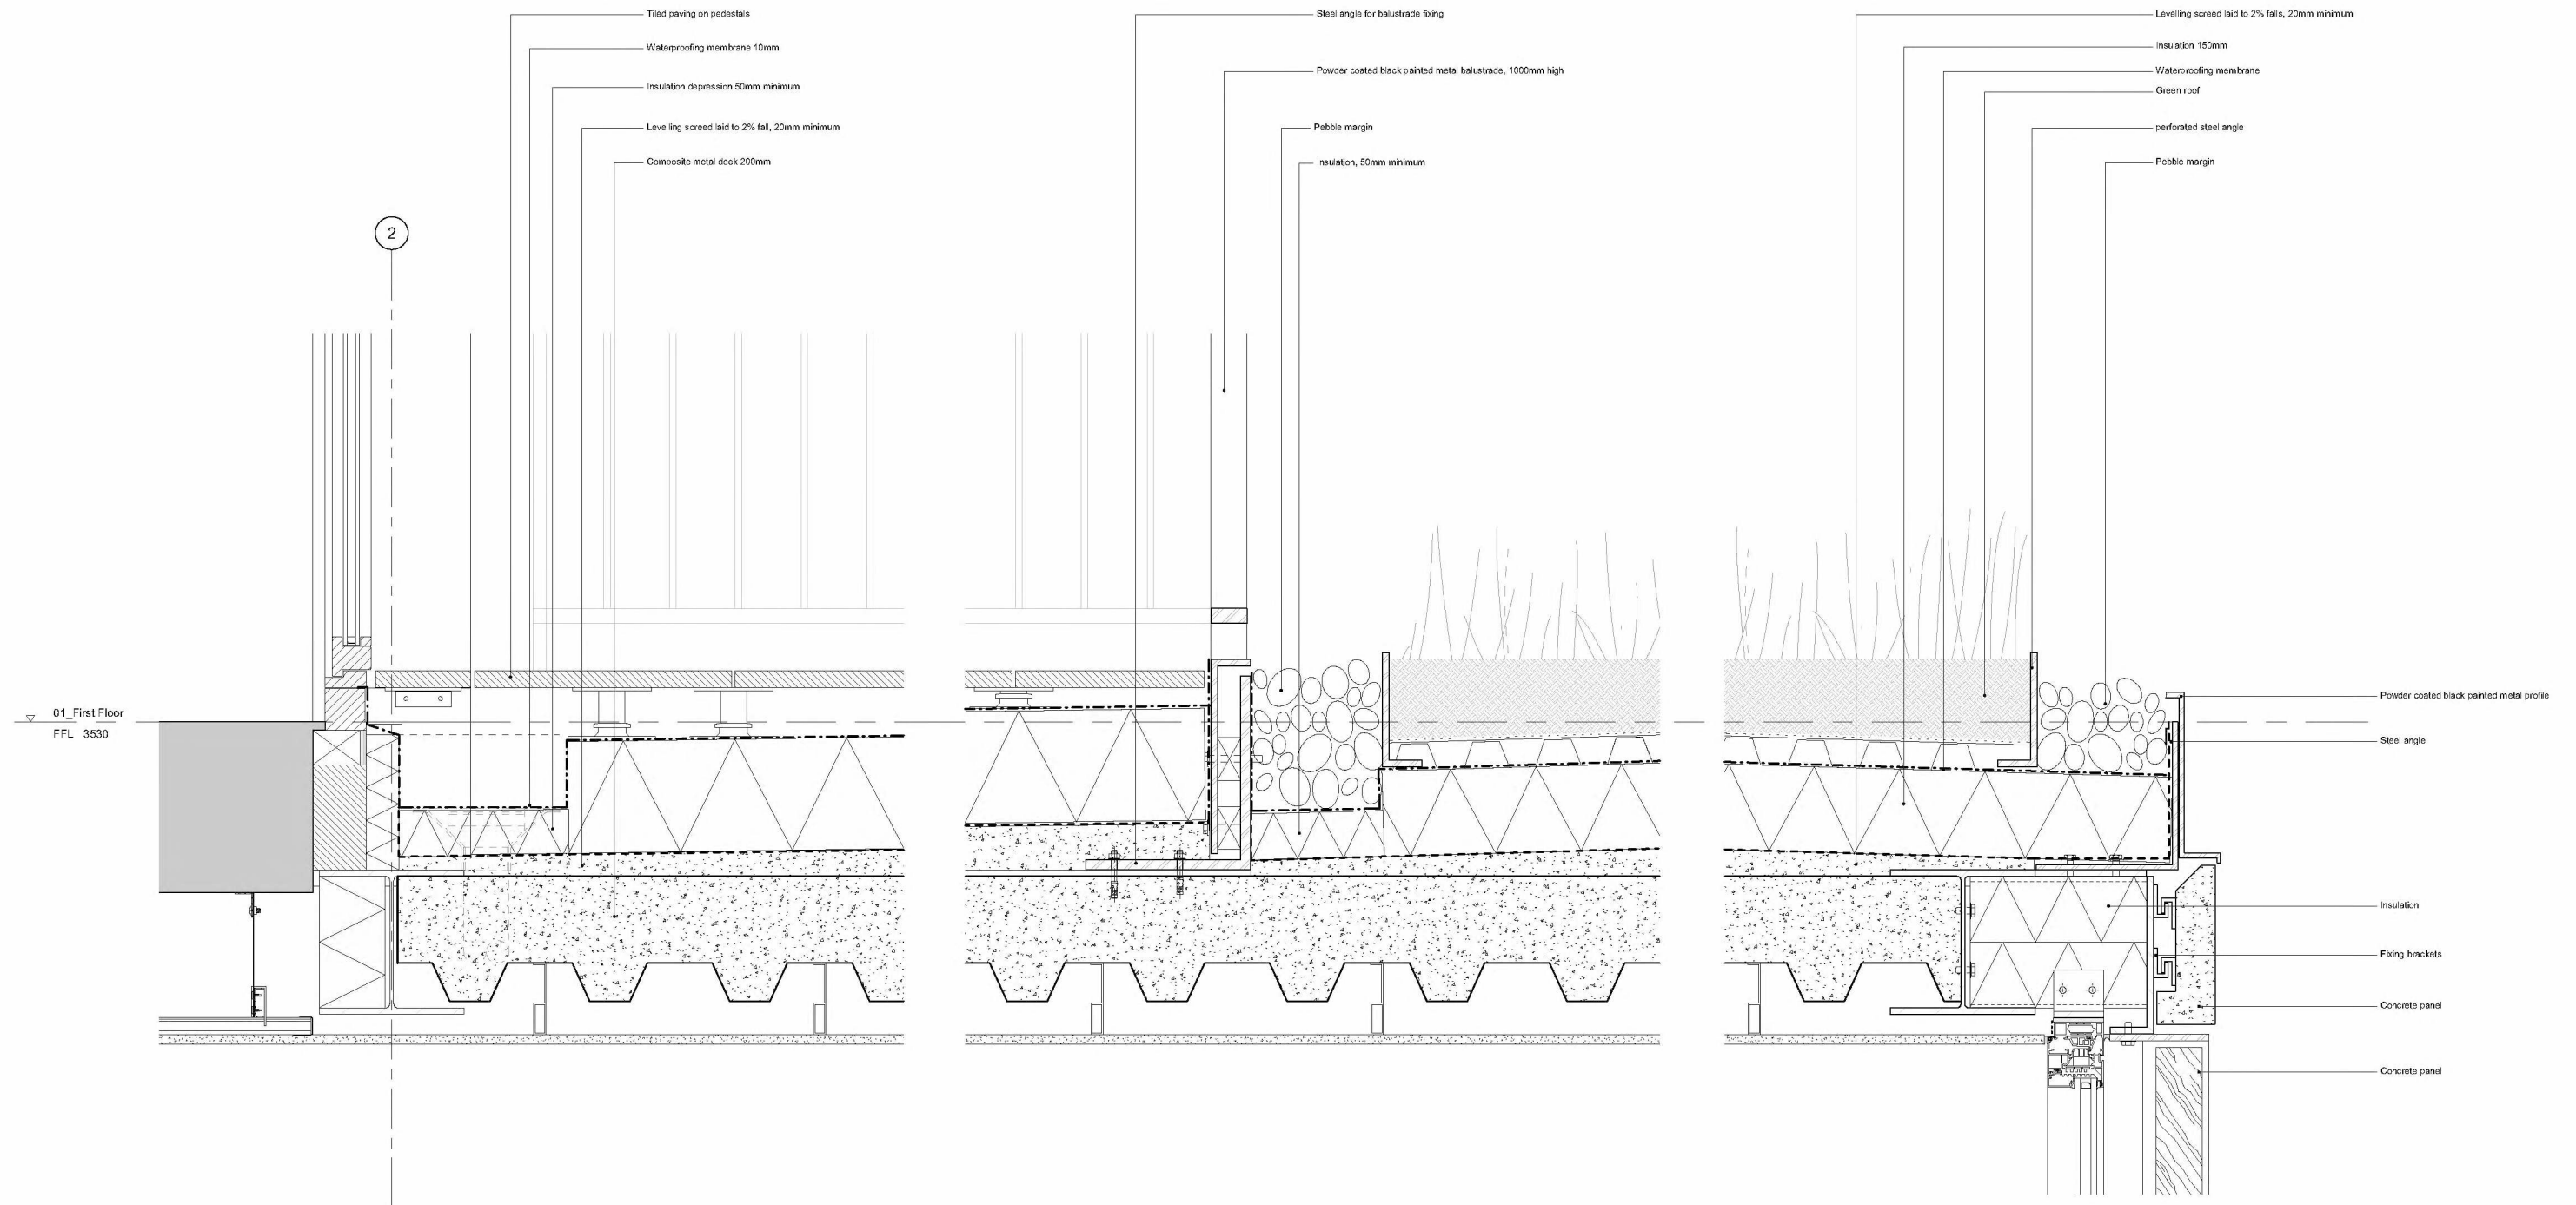 Tiled paving on pedestals
Waterproofing membrane 10mm
Insulation depression 50mm minimum
Levelling screed laid to 2% fall, 20mm minimum
Composite metal deck 200mm
Steel angle for balustrade fixing
Powder coated black painted metal balustrade, 1000mm high
Pebble margin
Insulation, 50mm minimum
Levelling screed laid to 2% falls, 20mm minimum
Insulation 150mm
Waterproofing membrane
Green roof
perforated steel angle
Pebble margin
2
01_First Floor
FFL 3530
Powder coated black painted metal profile
Steel angle
Insulation
Fixing brackets
Concrete panel
Concrete panel